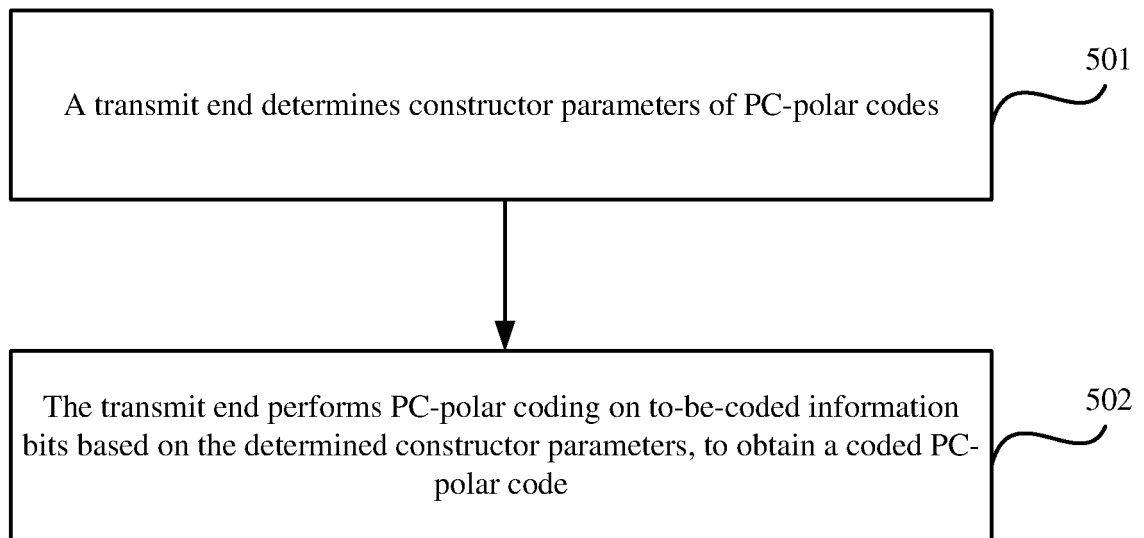 A transmit end determines constructor parameters of PC-polar codes
501
The transmit end performs PC-polar coding on to-be-coded information
bits based on the determined constructor parameters, to obtain a coded PC-
polar code
502